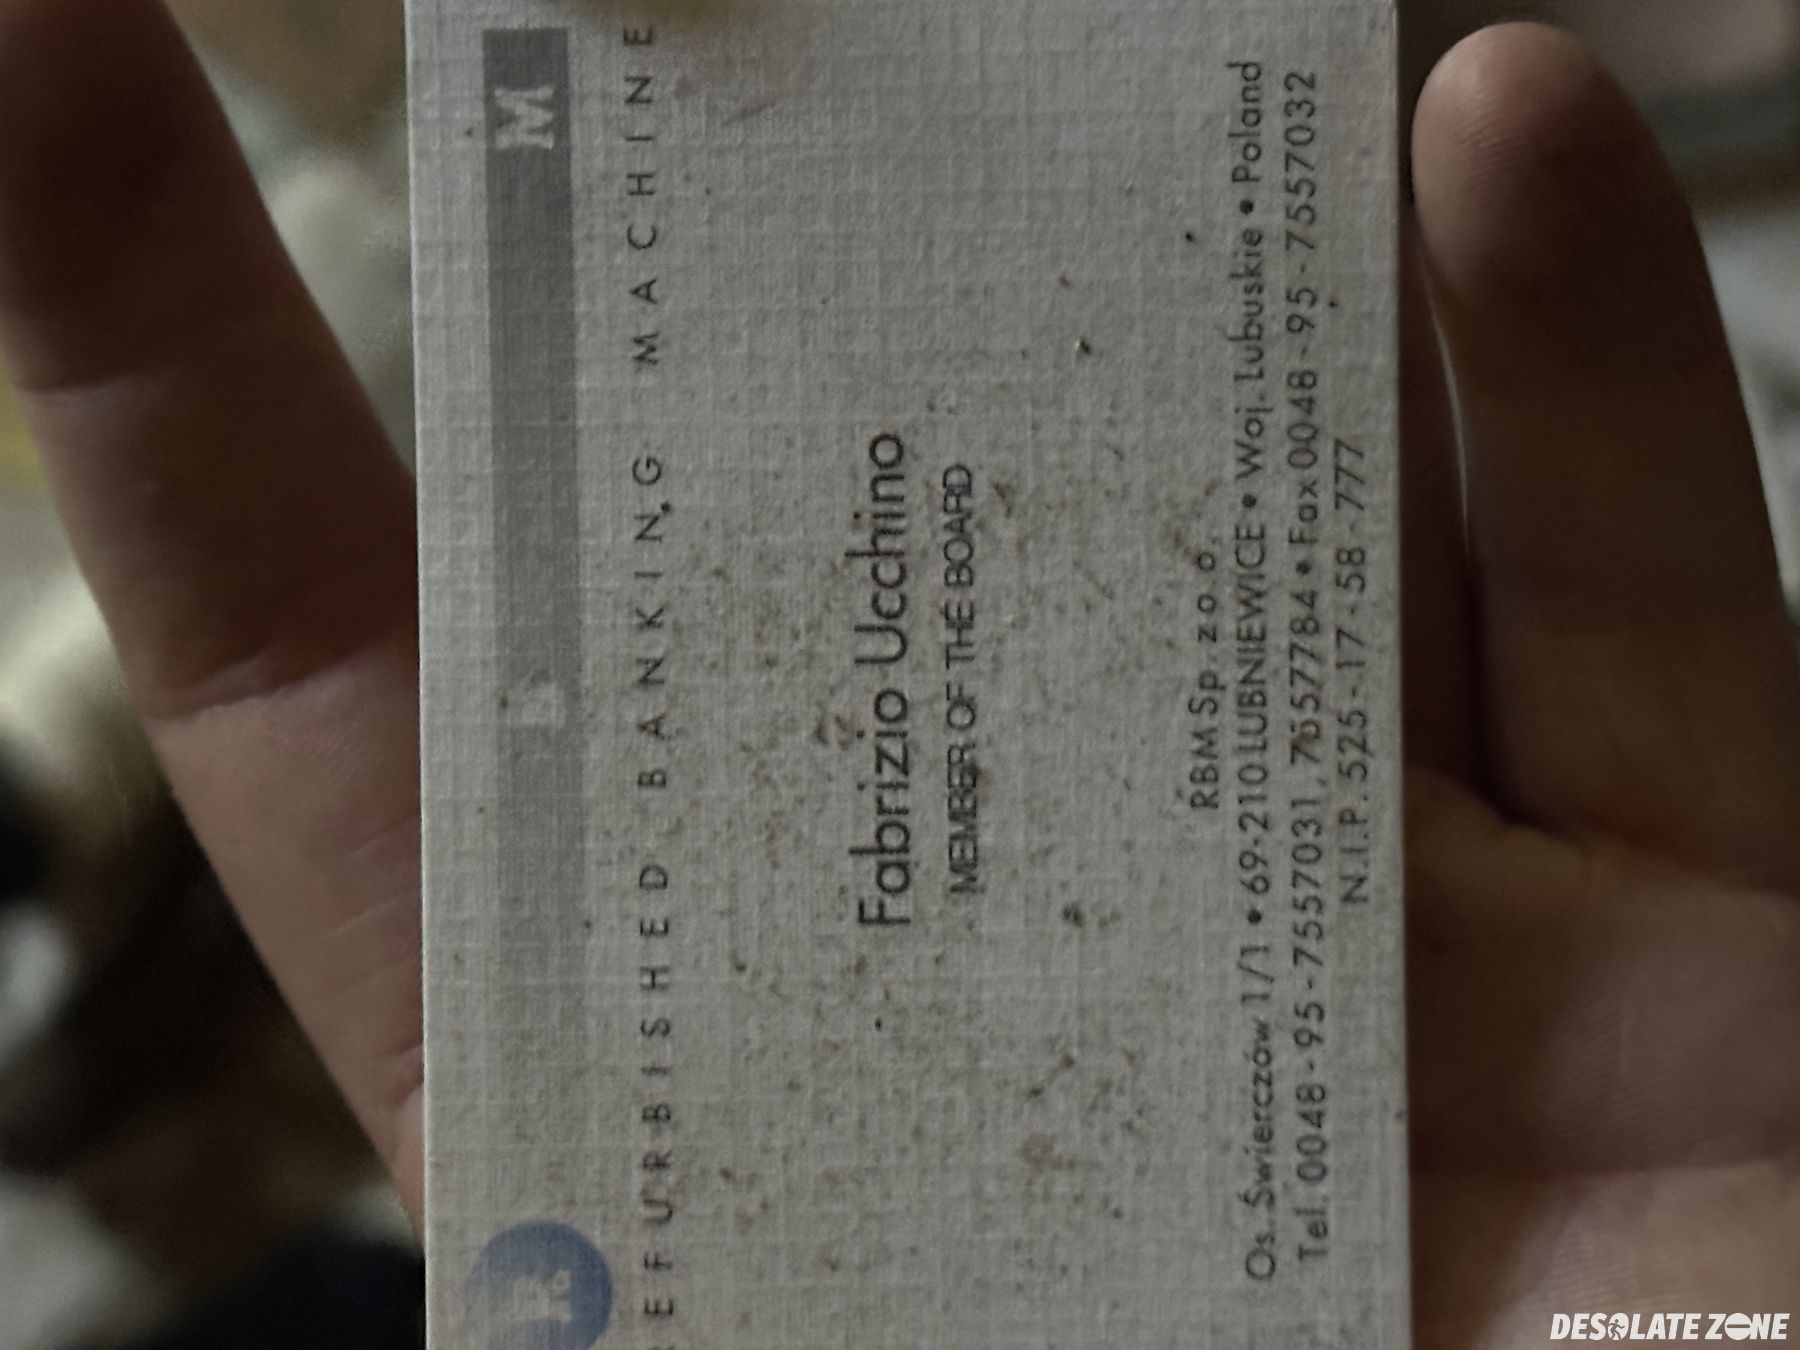 R B M
REFURBISHED BANKING MACHINE
Fabrizio Ucchino
MEMBER OF THE BOARD
RBM Sp. z o.o.
Os. Świerczów 1/1 • 69-210 LUBNIEWICE • Woj. Lubuskie • Poland
Tel. 0048-95-7557031, 7557784 • Fax 0048-95-7557032
N.I.P. 525-17-58-777
DESOLATE ZONE